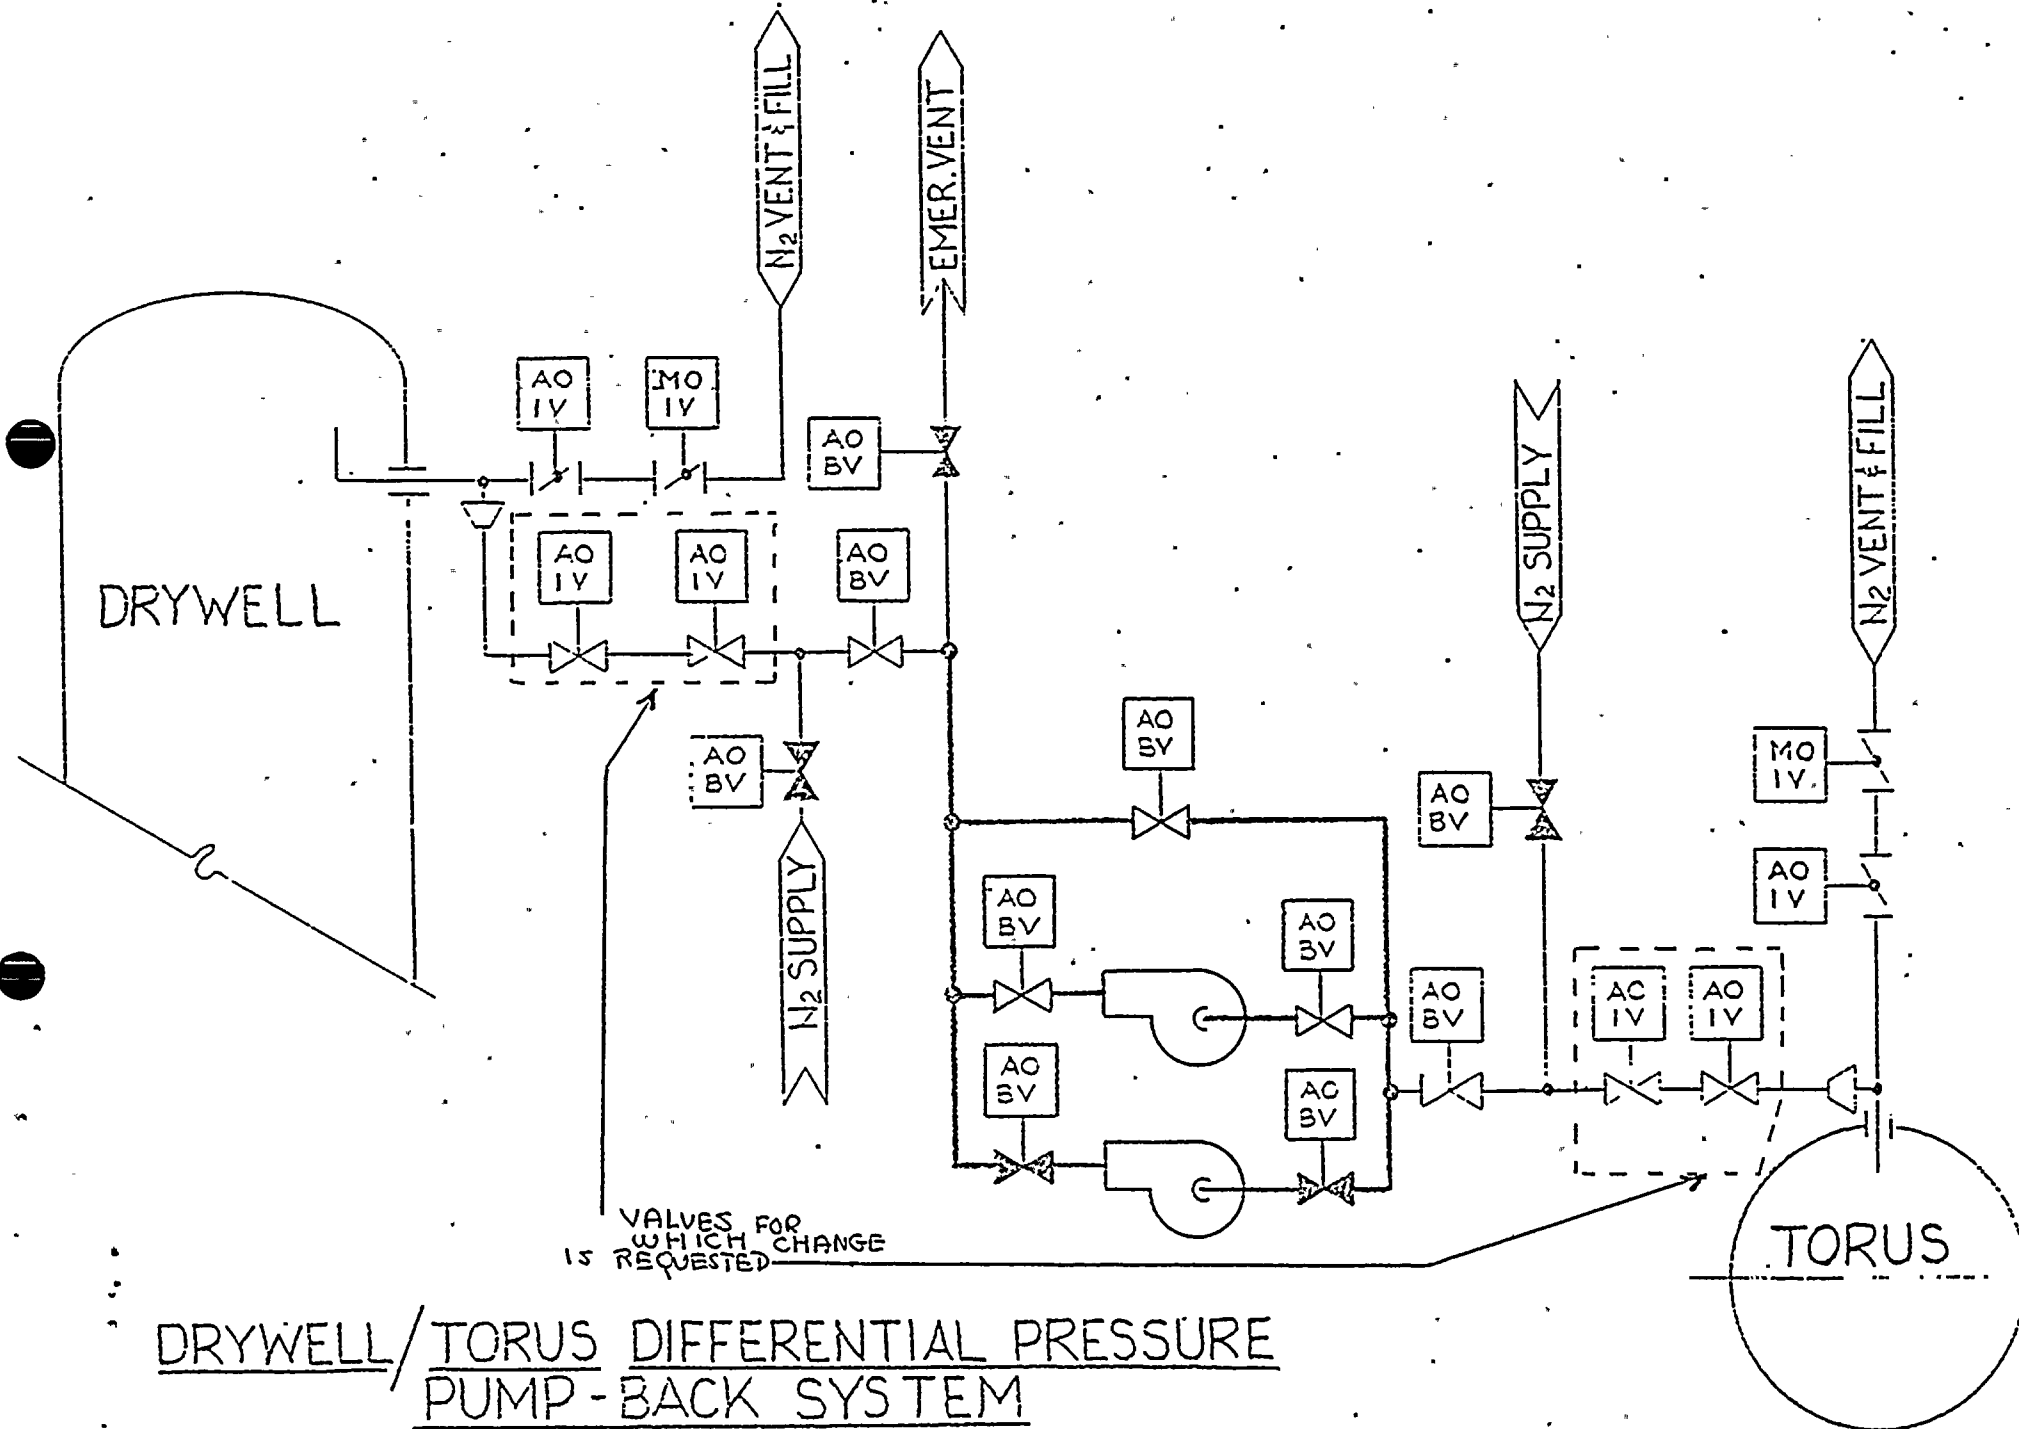 N₂ VENT & FILL
EMER. VENT
AO
IV
MO
IV
AO
BV
N₂ SUPPLY
N₂ VENT & FILL
AO
IV
AO
IV
AO
BV
DRYWELL
AO
BV
AO
BV
AO
BV
MO
IV
AO
IV
N₂ SUPPLY
AO
BV
AO
BV
AO
BV
AO
IV
AO
IV
AO
BV
AO
BV
VALVES FOR
WHICH CHANGE
IS REQUESTED
TORUS
DRYWELL/TORUS DIFFERENTIAL PRESSURE
PUMP-BACK SYSTEM